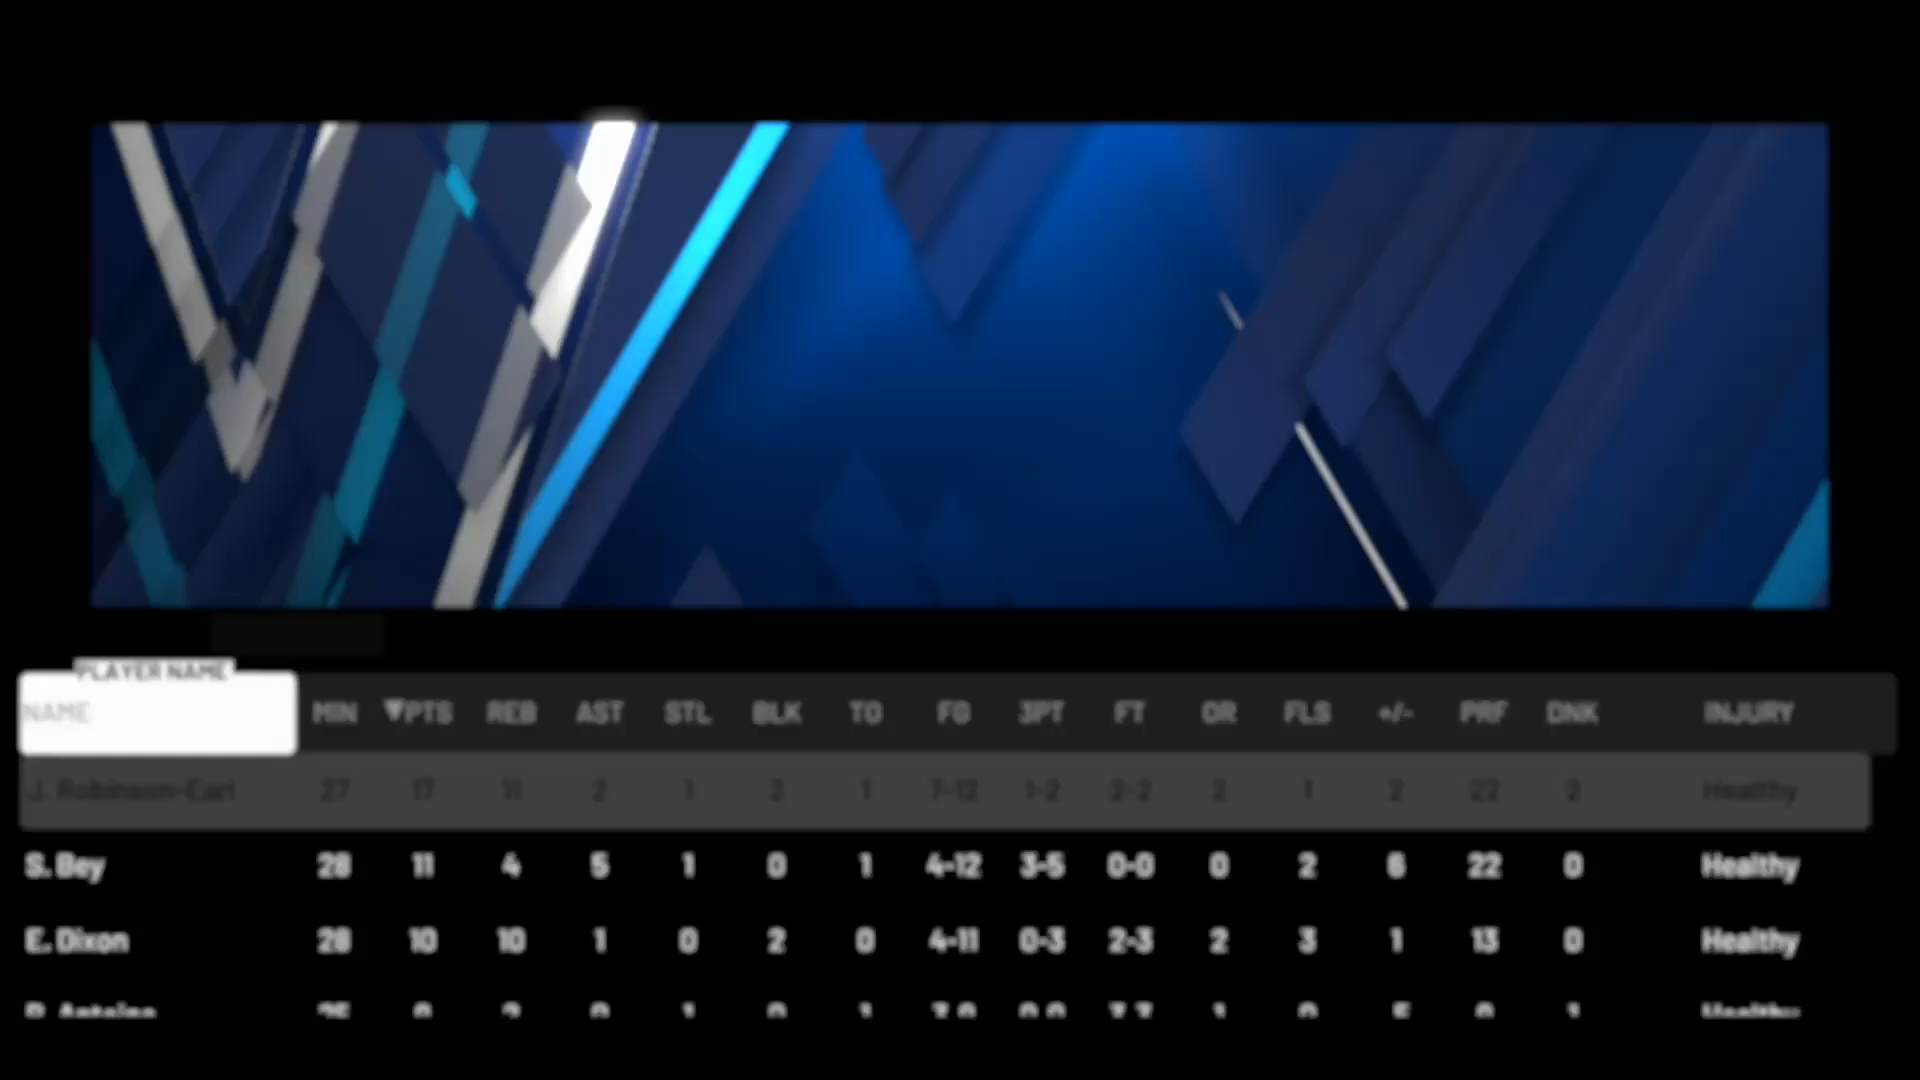 PLAYER NAME
NAME MIN ▼PTS REB AST STL BLK TO FG 3PT FT OR FLS +/- PRF DNK INJURY
J. Robinson-Earl 27 17 11 2 1 2 1 7-12 1-2 2-2 2 1 2 22 2 Healthy
S. Bey 28 11 4 5 1 0 1 4-12 3-5 0-0 0 2 6 22 0 Healthy
E. Dixon 28 10 10 1 0 2 0 4-11 0-3 2-3 2 3 1 13 0 Healthy